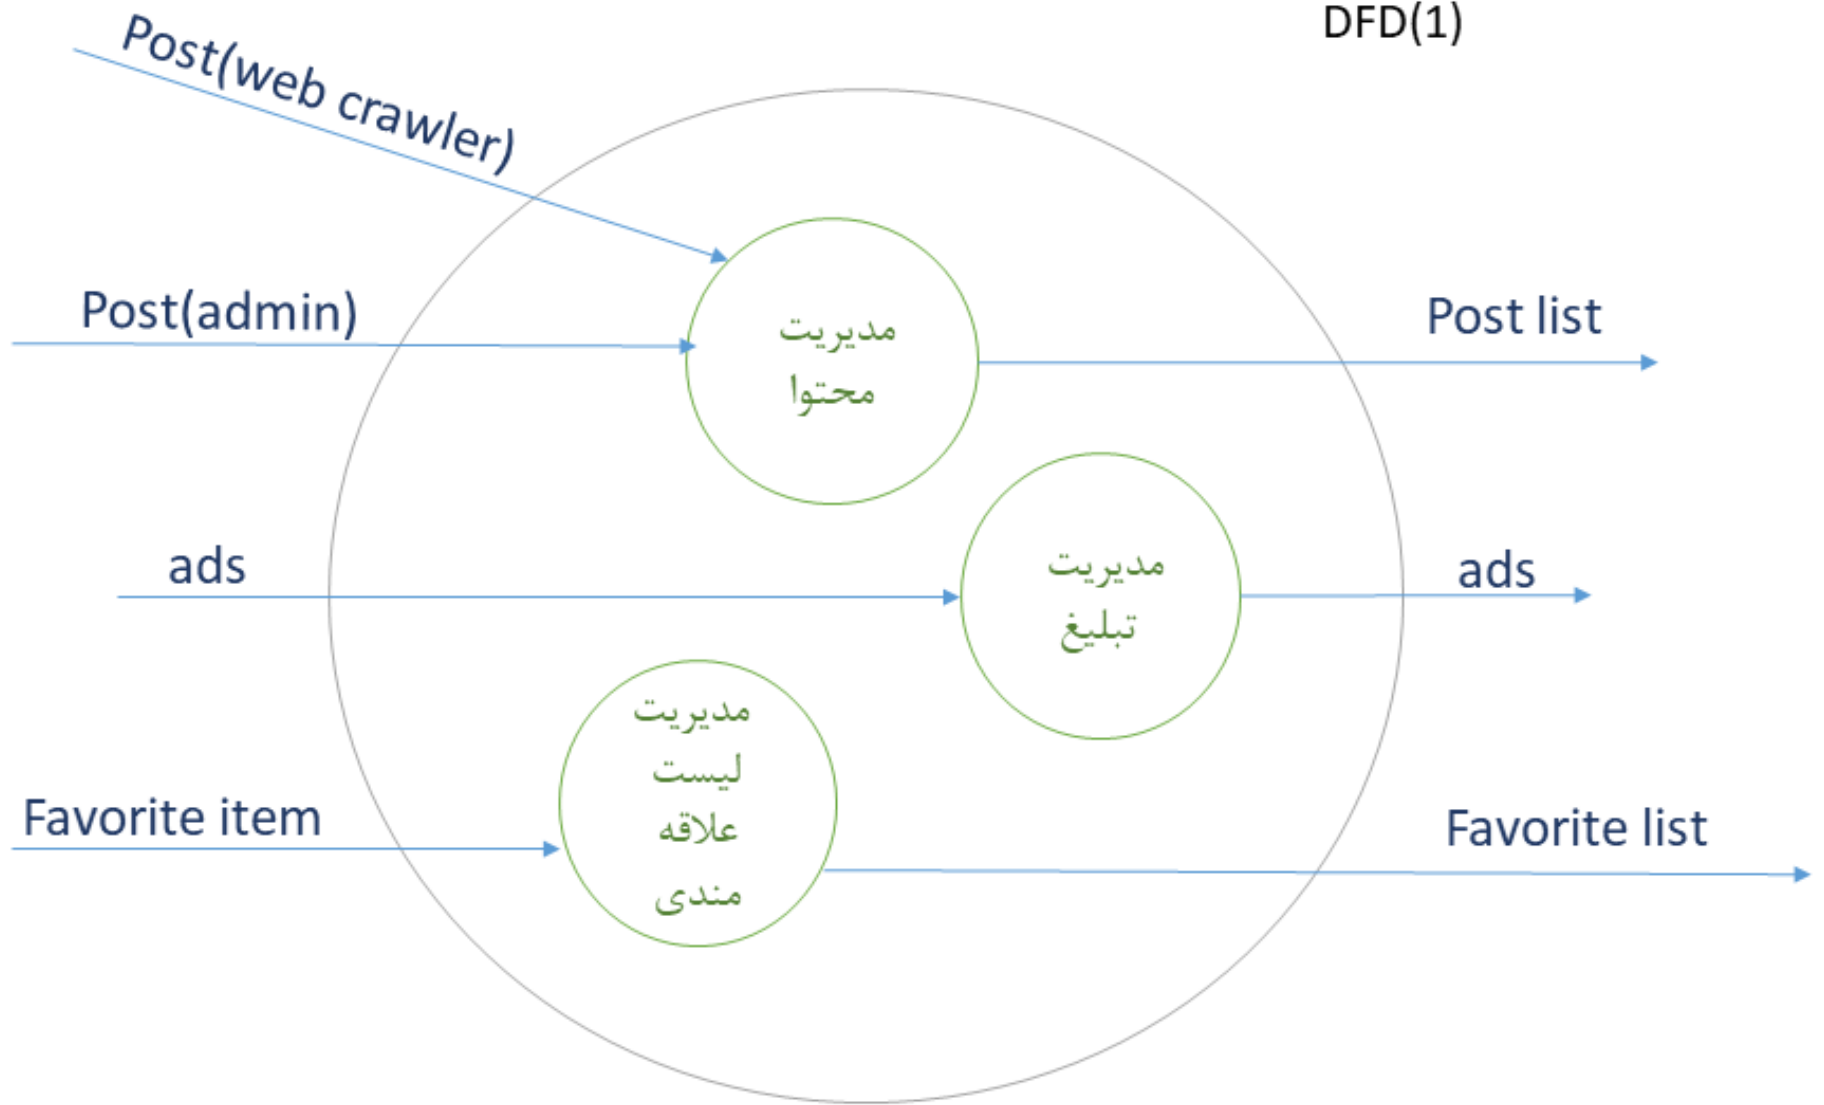 DFD(1)
Post(web crawler)
Post(admin)
مدیریت
محتوا
Post list
ads
مدیریت
تبلیغ
ads
مدیریت
لیست
علاقه
مندی
Favorite item
Favorite list